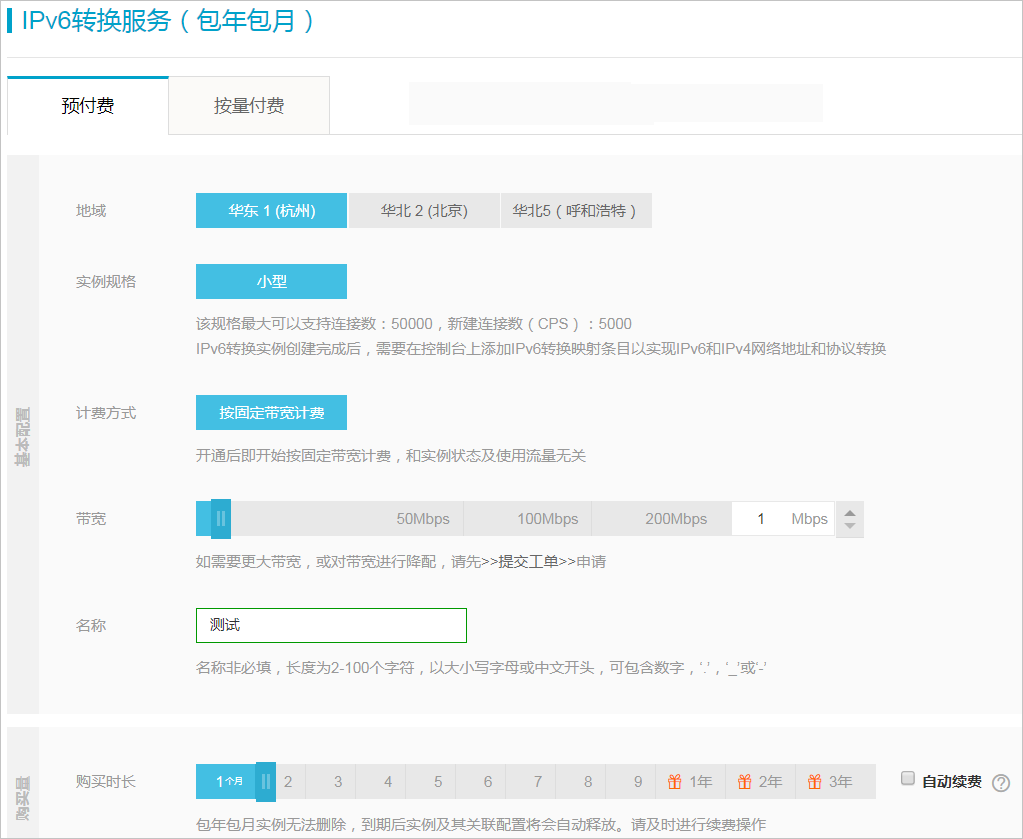 IPv6转换服务（包年包月）
预付费
按量付费
基本配置
地域
华东 1 (杭州)
华北 2 (北京)
华北5（呼和浩特）
实例规格
小型
该规格最大可以支持连接数：50000，新建连接数（CPS）：5000
IPv6转换实例创建完成后，需要在控制台上添加IPv6转换映射条目以实现IPv6和IPv4网络地址和协议转换
计费方式
按固定带宽计费
开通后即开始按固定带宽计费，和实例状态及使用流量无关
带宽
50Mbps
100Mbps
200Mbps
1 Mbps
如需要更大带宽，或对带宽进行降配，请先>>提交工单>>申请
名称
测试
名称非必填，长度为2-100个字符，以大小写字母或中文开头，可包含数字，‘.’，‘_’或‘-’
购买量
购买时长
1个月
2
3
4
5
6
7
8
9
1年
2年
3年
自动续费
?
包年包月实例无法删除，到期后实例及其关联配置将会自动释放。请及时进行续费操作